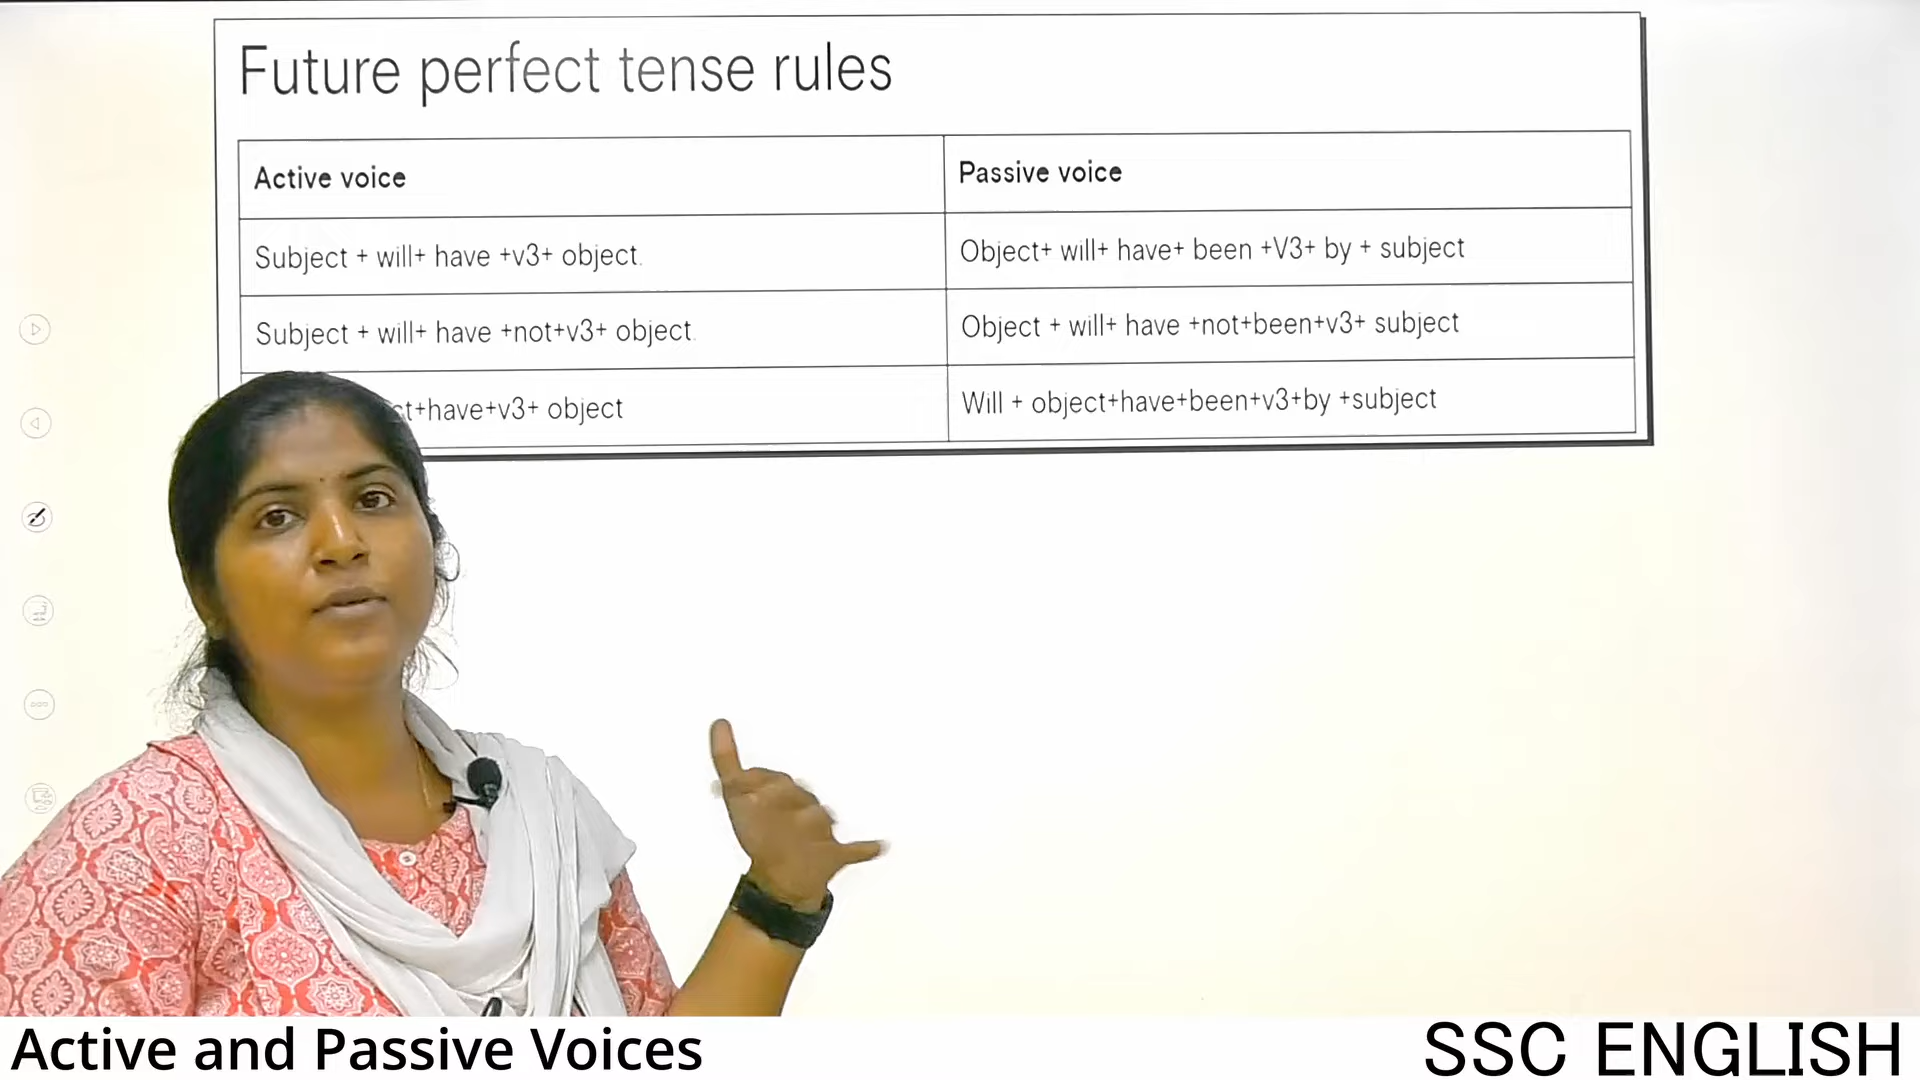 Future perfect tense rules
Active voice
Passive voice
Subject + will+ have +v3+ object.
Object+ will+ have+ been +V3+ by + subject
Subject + will+ have +not+v3+ object.
Object + will+ have +not+been+v3+ subject
+have+v3+ object
Will + object+have+been+v3+by +subject
Active and Passive Voices
SSC ENGLISH